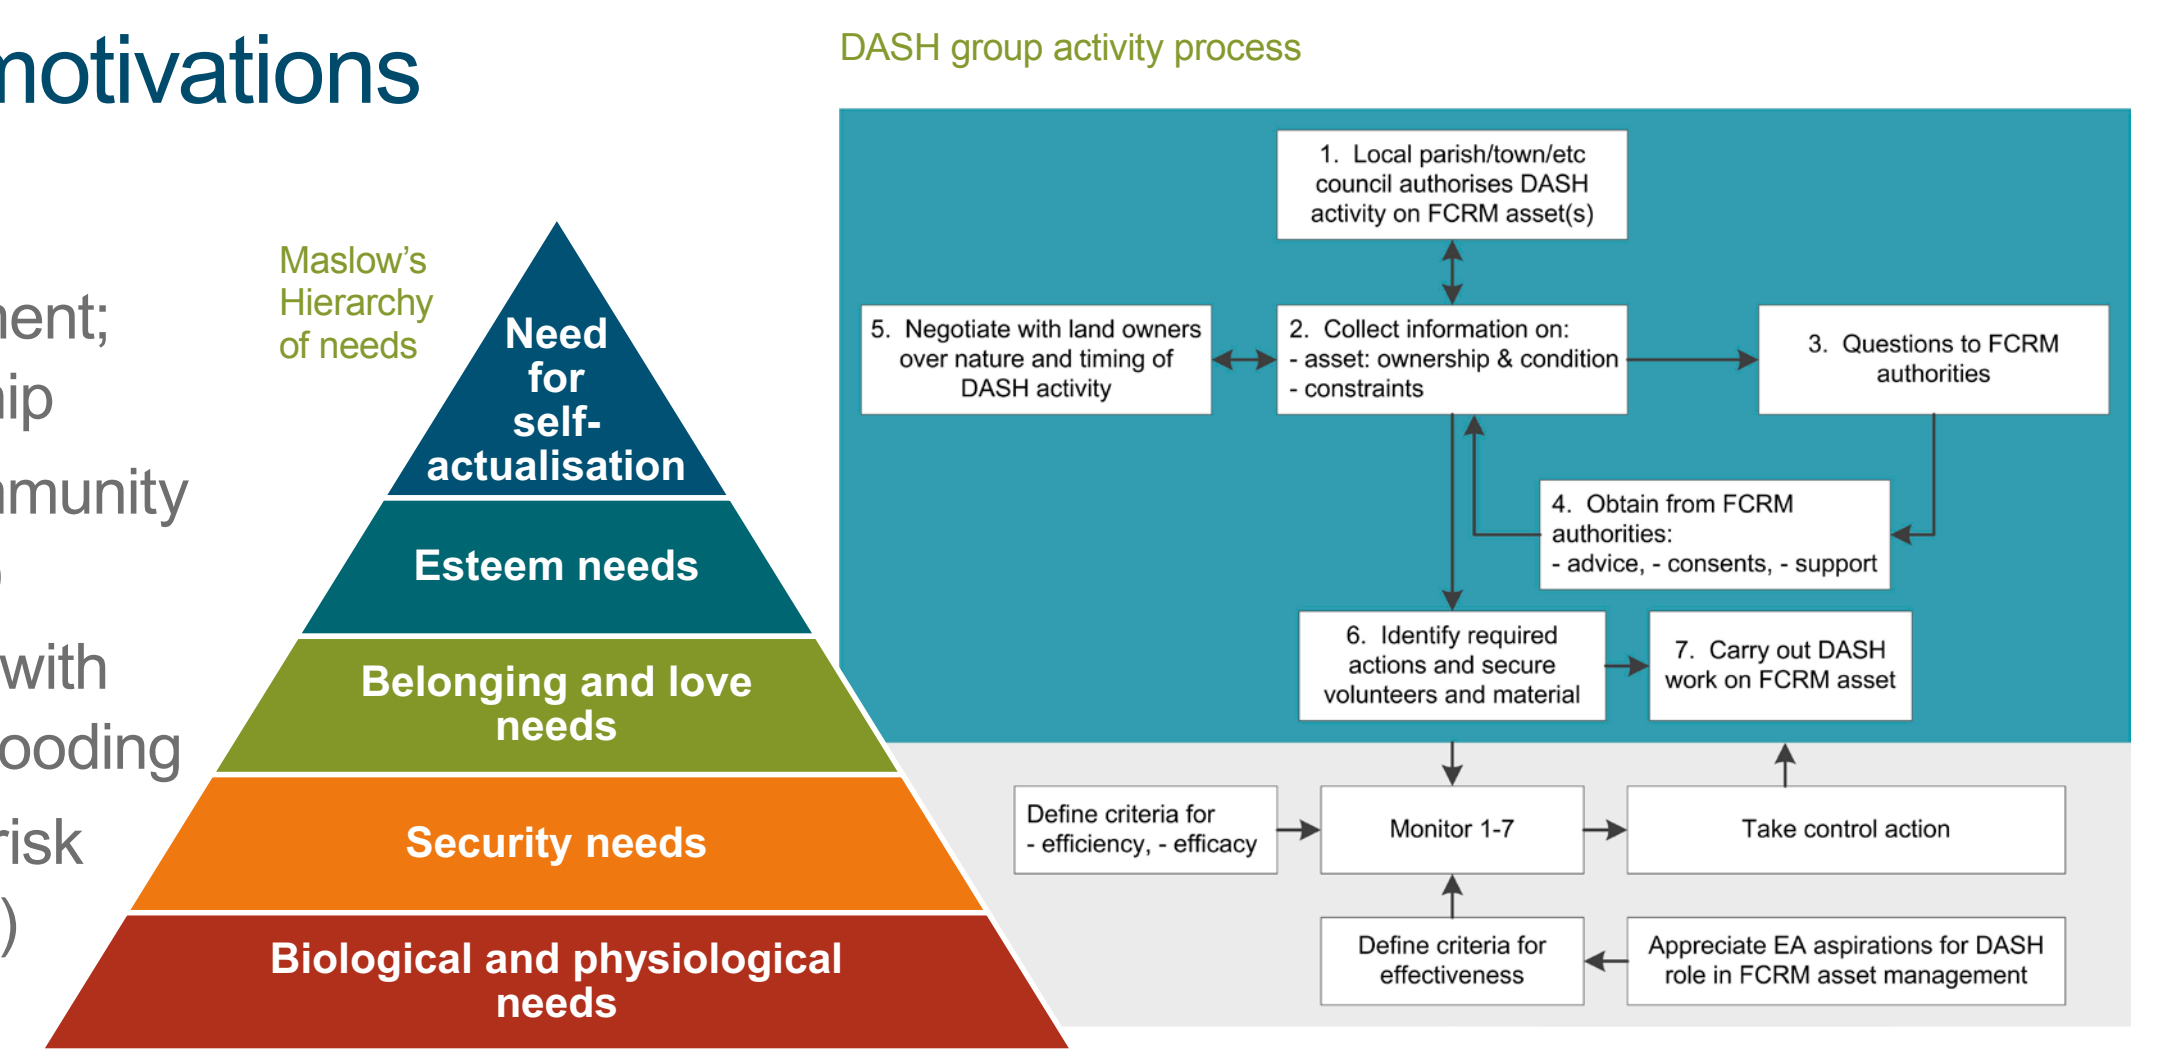 motivations
DASH group activity process
Maslow's
Hierarchy
of needs
Need
for
self-
actualisation
Esteem needs
Belonging and love
needs
Security needs
Biological and physiological
needs
with
risk
)
1. Local parish/town/etc
council authorises DASH
activity on FCRM asset(s)
5. Negotiate with land owners
over nature and timing of
DASH activity
2. Collect information on:
- asset: ownership & condition
- constraints
3. Questions to FCRM
authorities
4. Obtain from FCRM
authorities:
- advice, - consents, - support
6. Identify required
actions and secure
volunteers and material
7. Carry out DASH
work on FCRM asset
Define criteria for
- efficiency, - efficacy
Monitor 1-7
Take control action
Define criteria for
effectiveness
Appreciate EA aspirations for DASH
role in FCRM asset management